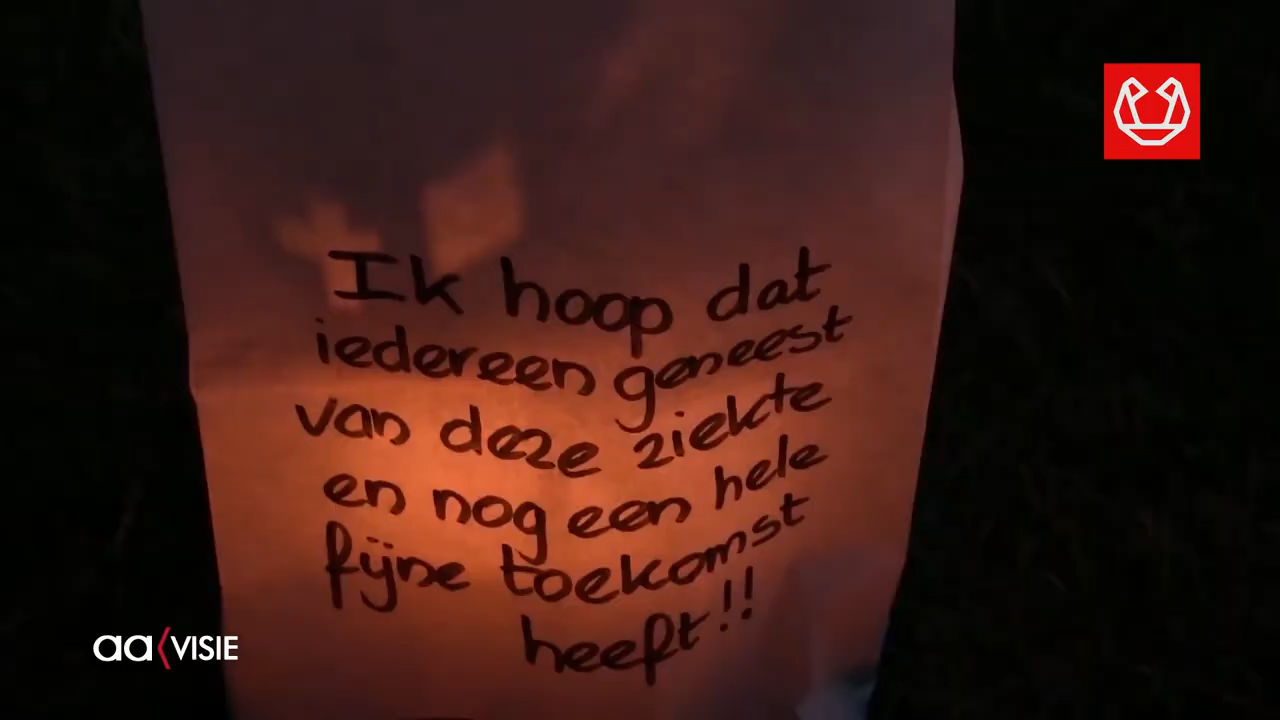 Ik hoop dat
iedereen geneest
van deze ziekte
en nog een hele
fijne toekomst
heeft!!
aa VISIE